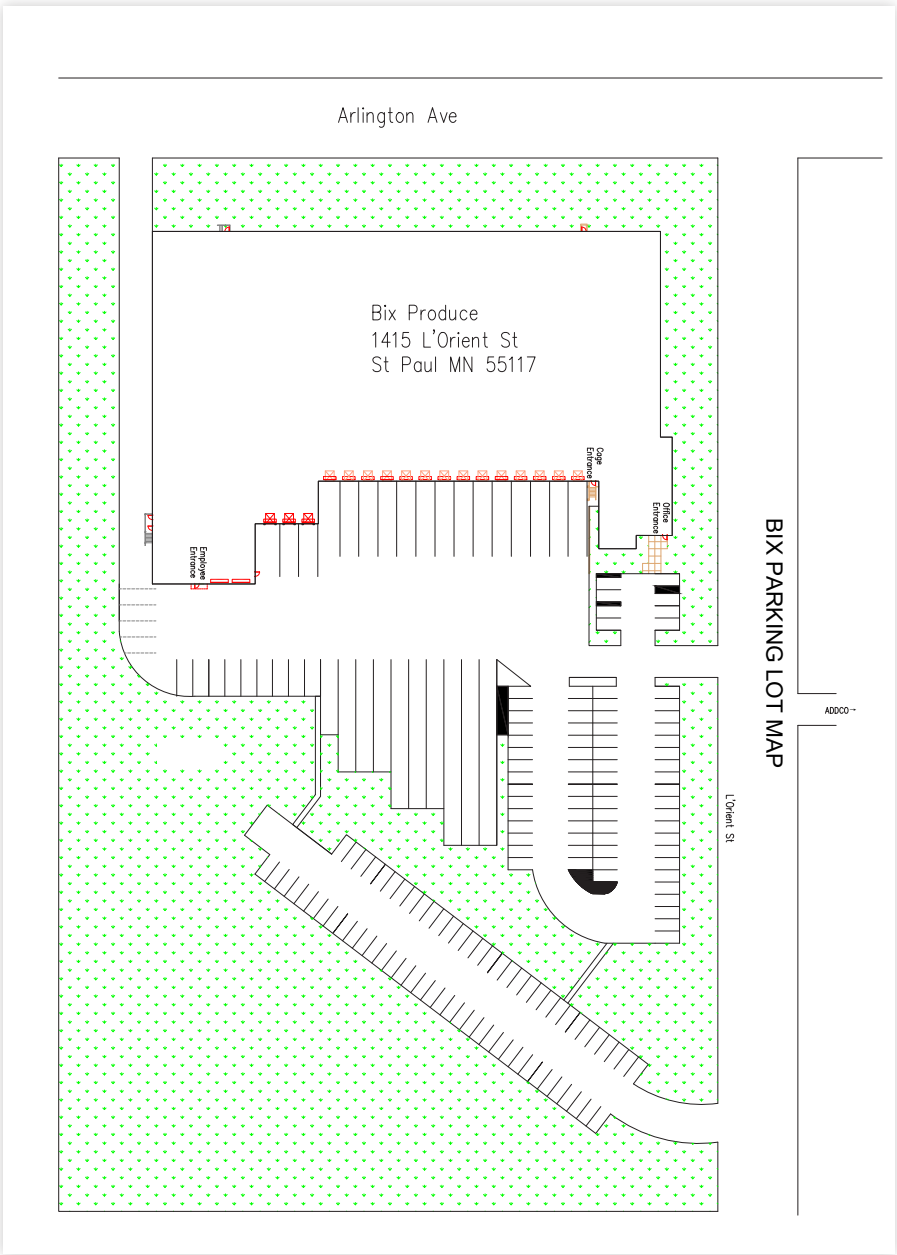 Arlington Ave
Bix Produce
1415 L'Orient St
St Paul MN 55117
Cage
Entrance
Office
Entrance
Employee
Entrance
BIX PARKING LOT MAP
ADDCO→
L'Orient St